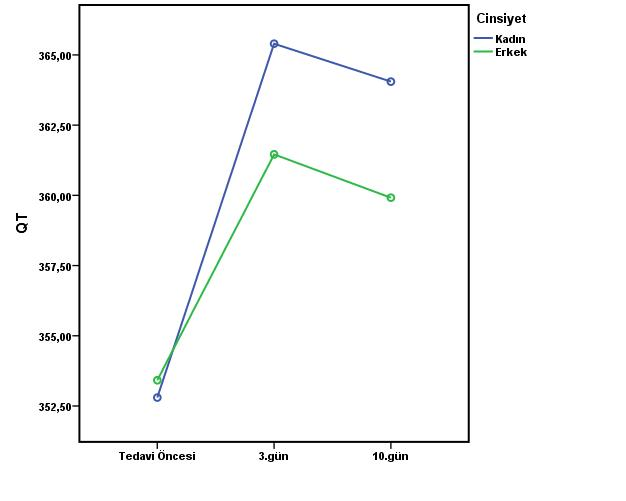 Cinsiyet
Kadın
Erkek
365,00
362,50
360,00
357,50
355,00
352,50
QT
Tedavi Öncesi
3.gün
10.gün